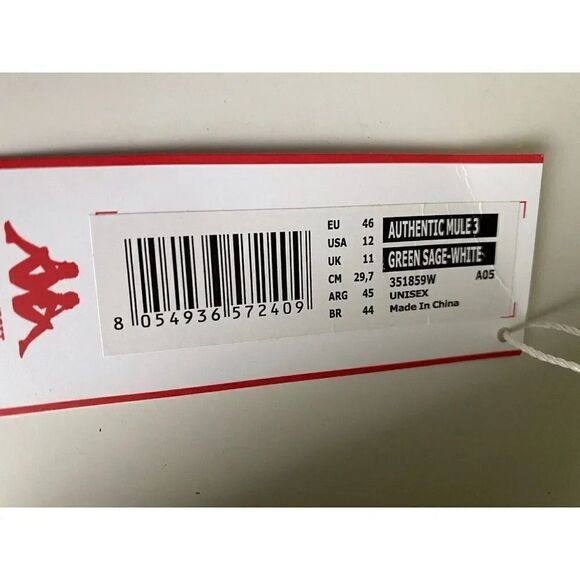 EU 46
USA 12
UK 11
CM 29,7
ARG 45
BR 44
AUTHENTIC MULE 3
GREEN SAGE-WHITE
351859W A05
UNISEX
Made In China
8 054936 572409